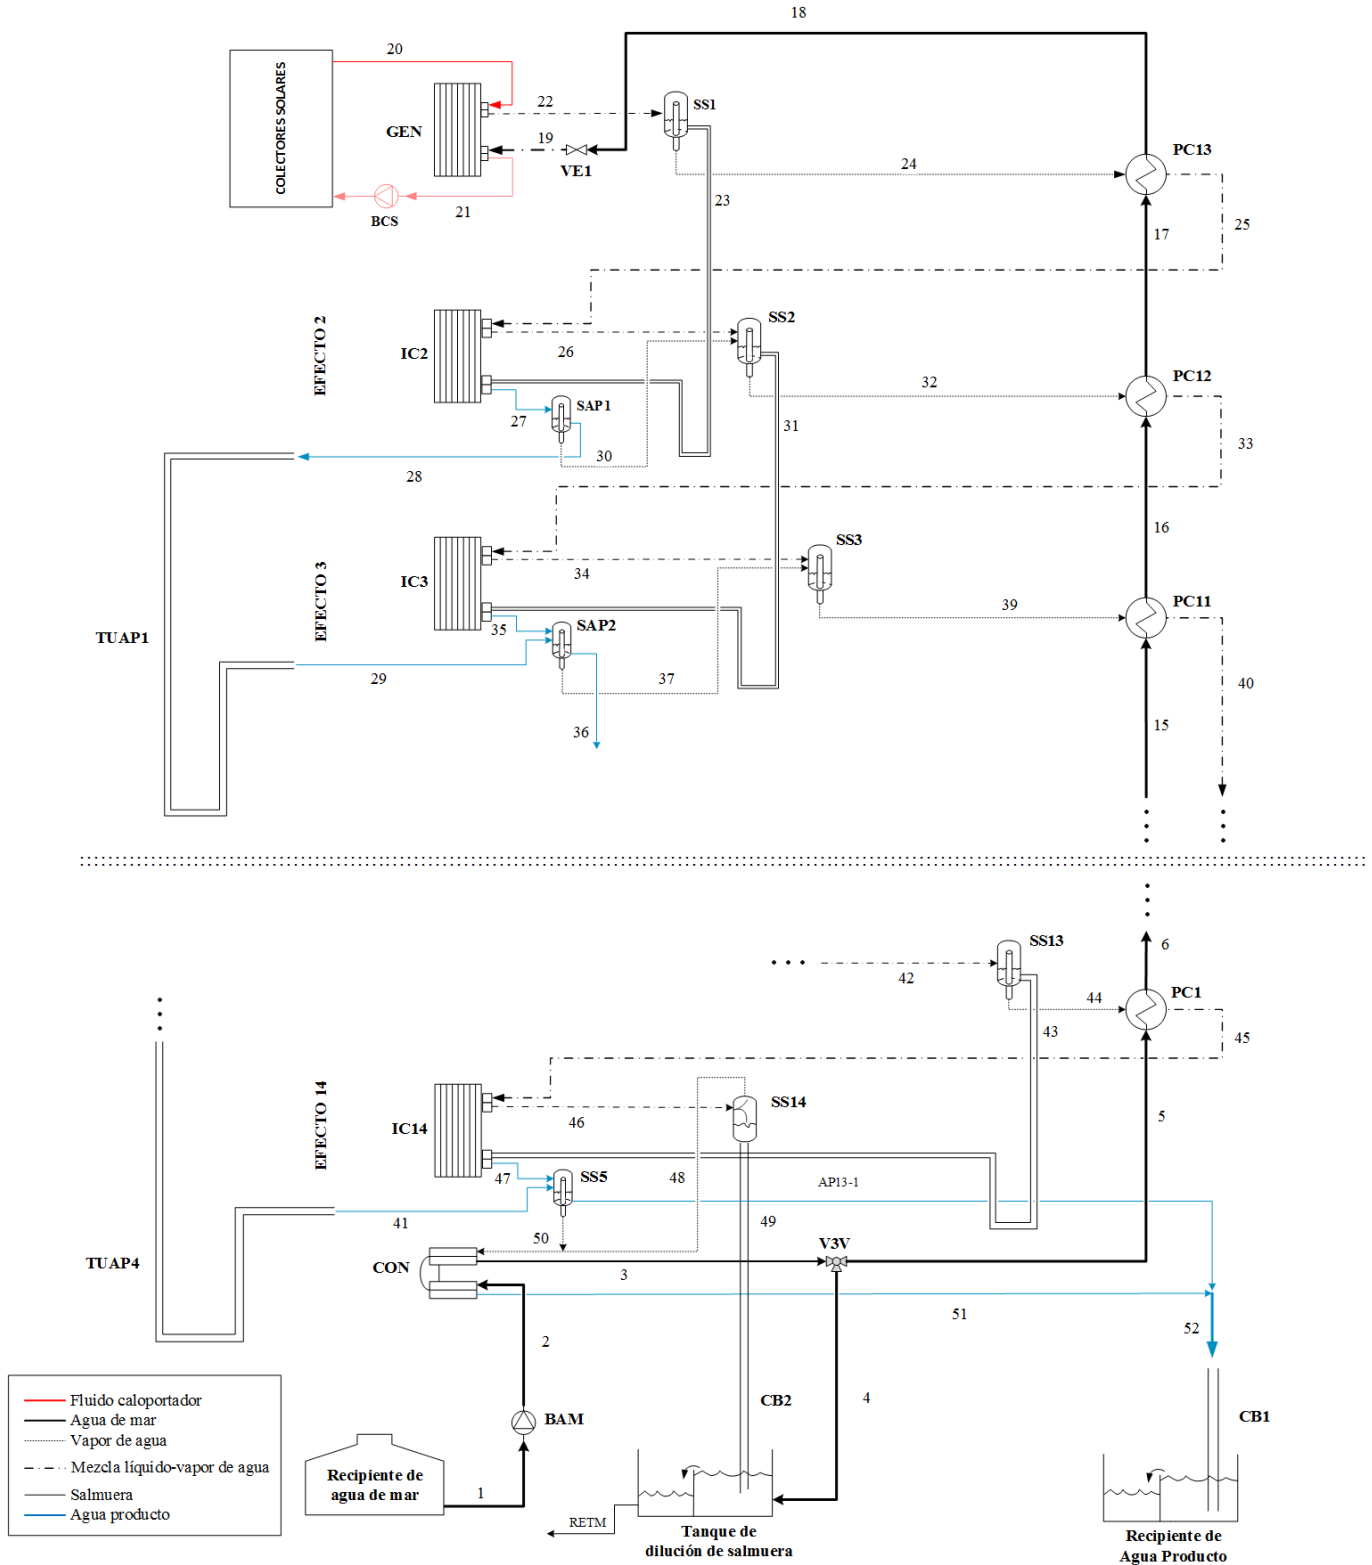 18
20
COLECTORES SOLARES
GEN
22
SS1
19
VE1
24
PC13
21
BCS
23
17
25
EFECTO 2
IC2
26
SS2
PC12
32
27
SAP1
31
30
28
33
16
EFECTO 3
IC3
34
SS3
PC11
39
35
SAP2
TUAP1
29
37
36
40
15
42
SS13
6
PC1
44
43
45
EFECTO 14
IC14
46
SS14
5
47
SS5
48
AP13-1
41
49
50
V3V
TUAP4
CON
3
51
52
2
4
Fluido caloportador
Agua de mar
Vapor de agua
Mezcla líquido-vapor de agua
Salmuera
Agua producto
BAM
CB2
CB1
Recipiente de
agua de mar
1
RETM
Tanque de
dilución de salmuera
Recipiente de
Agua Producto